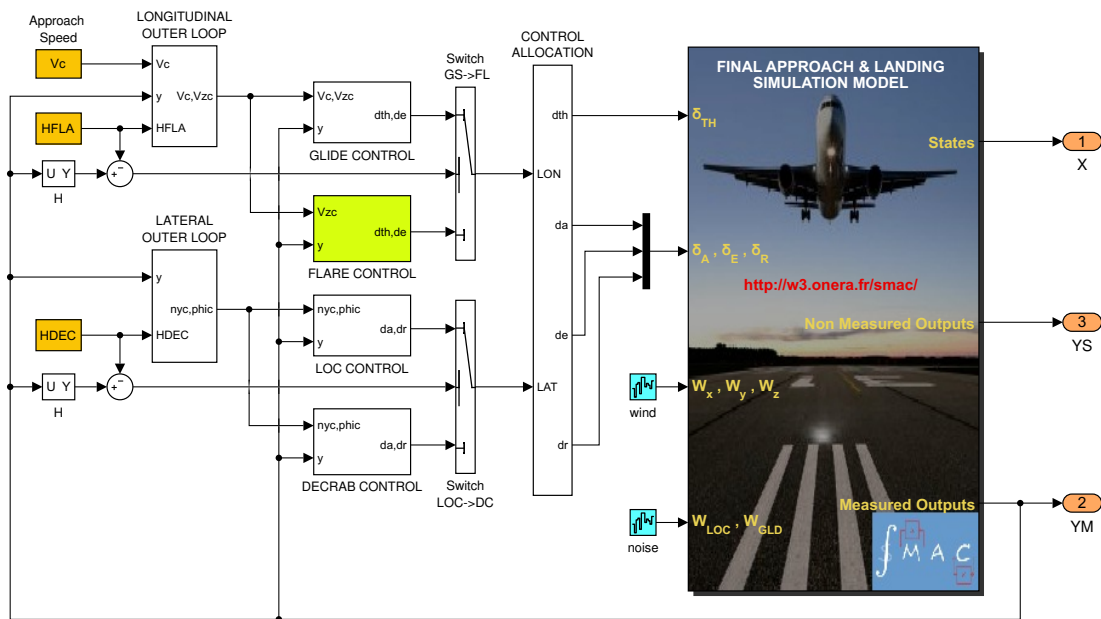 Approach
Speed
Vc
HFLA
U Y
H
LONGITUDINAL
OUTER LOOP
Vc
y
HFLA
Vc,Vzc
LATERAL
OUTER LOOP
y
HDEC
nyc,phic
HDEC
U Y
H
Vc,Vzc
y
dth,de
GLIDE CONTROL
Vzc
y
dth,de
FLARE CONTROL
nyc,phic
y
da,dr
LOC CONTROL
nyc,phic
y
da,dr
DECRAB CONTROL
Switch
GS->FL
Switch
LOC->DC
CONTROL
ALLOCATION
LON
LAT
dth
da
de
dr
wind
noise
FINAL APPROACH & LANDING
SIMULATION MODEL
δTH
States
δA , δE , δR
http://w3.onera.fr/smac/
Non Measured Outputs
Wx , Wy , Wz
Measured Outputs
WLOC , WGLD
SMAC
1
X
3
YS
2
YM